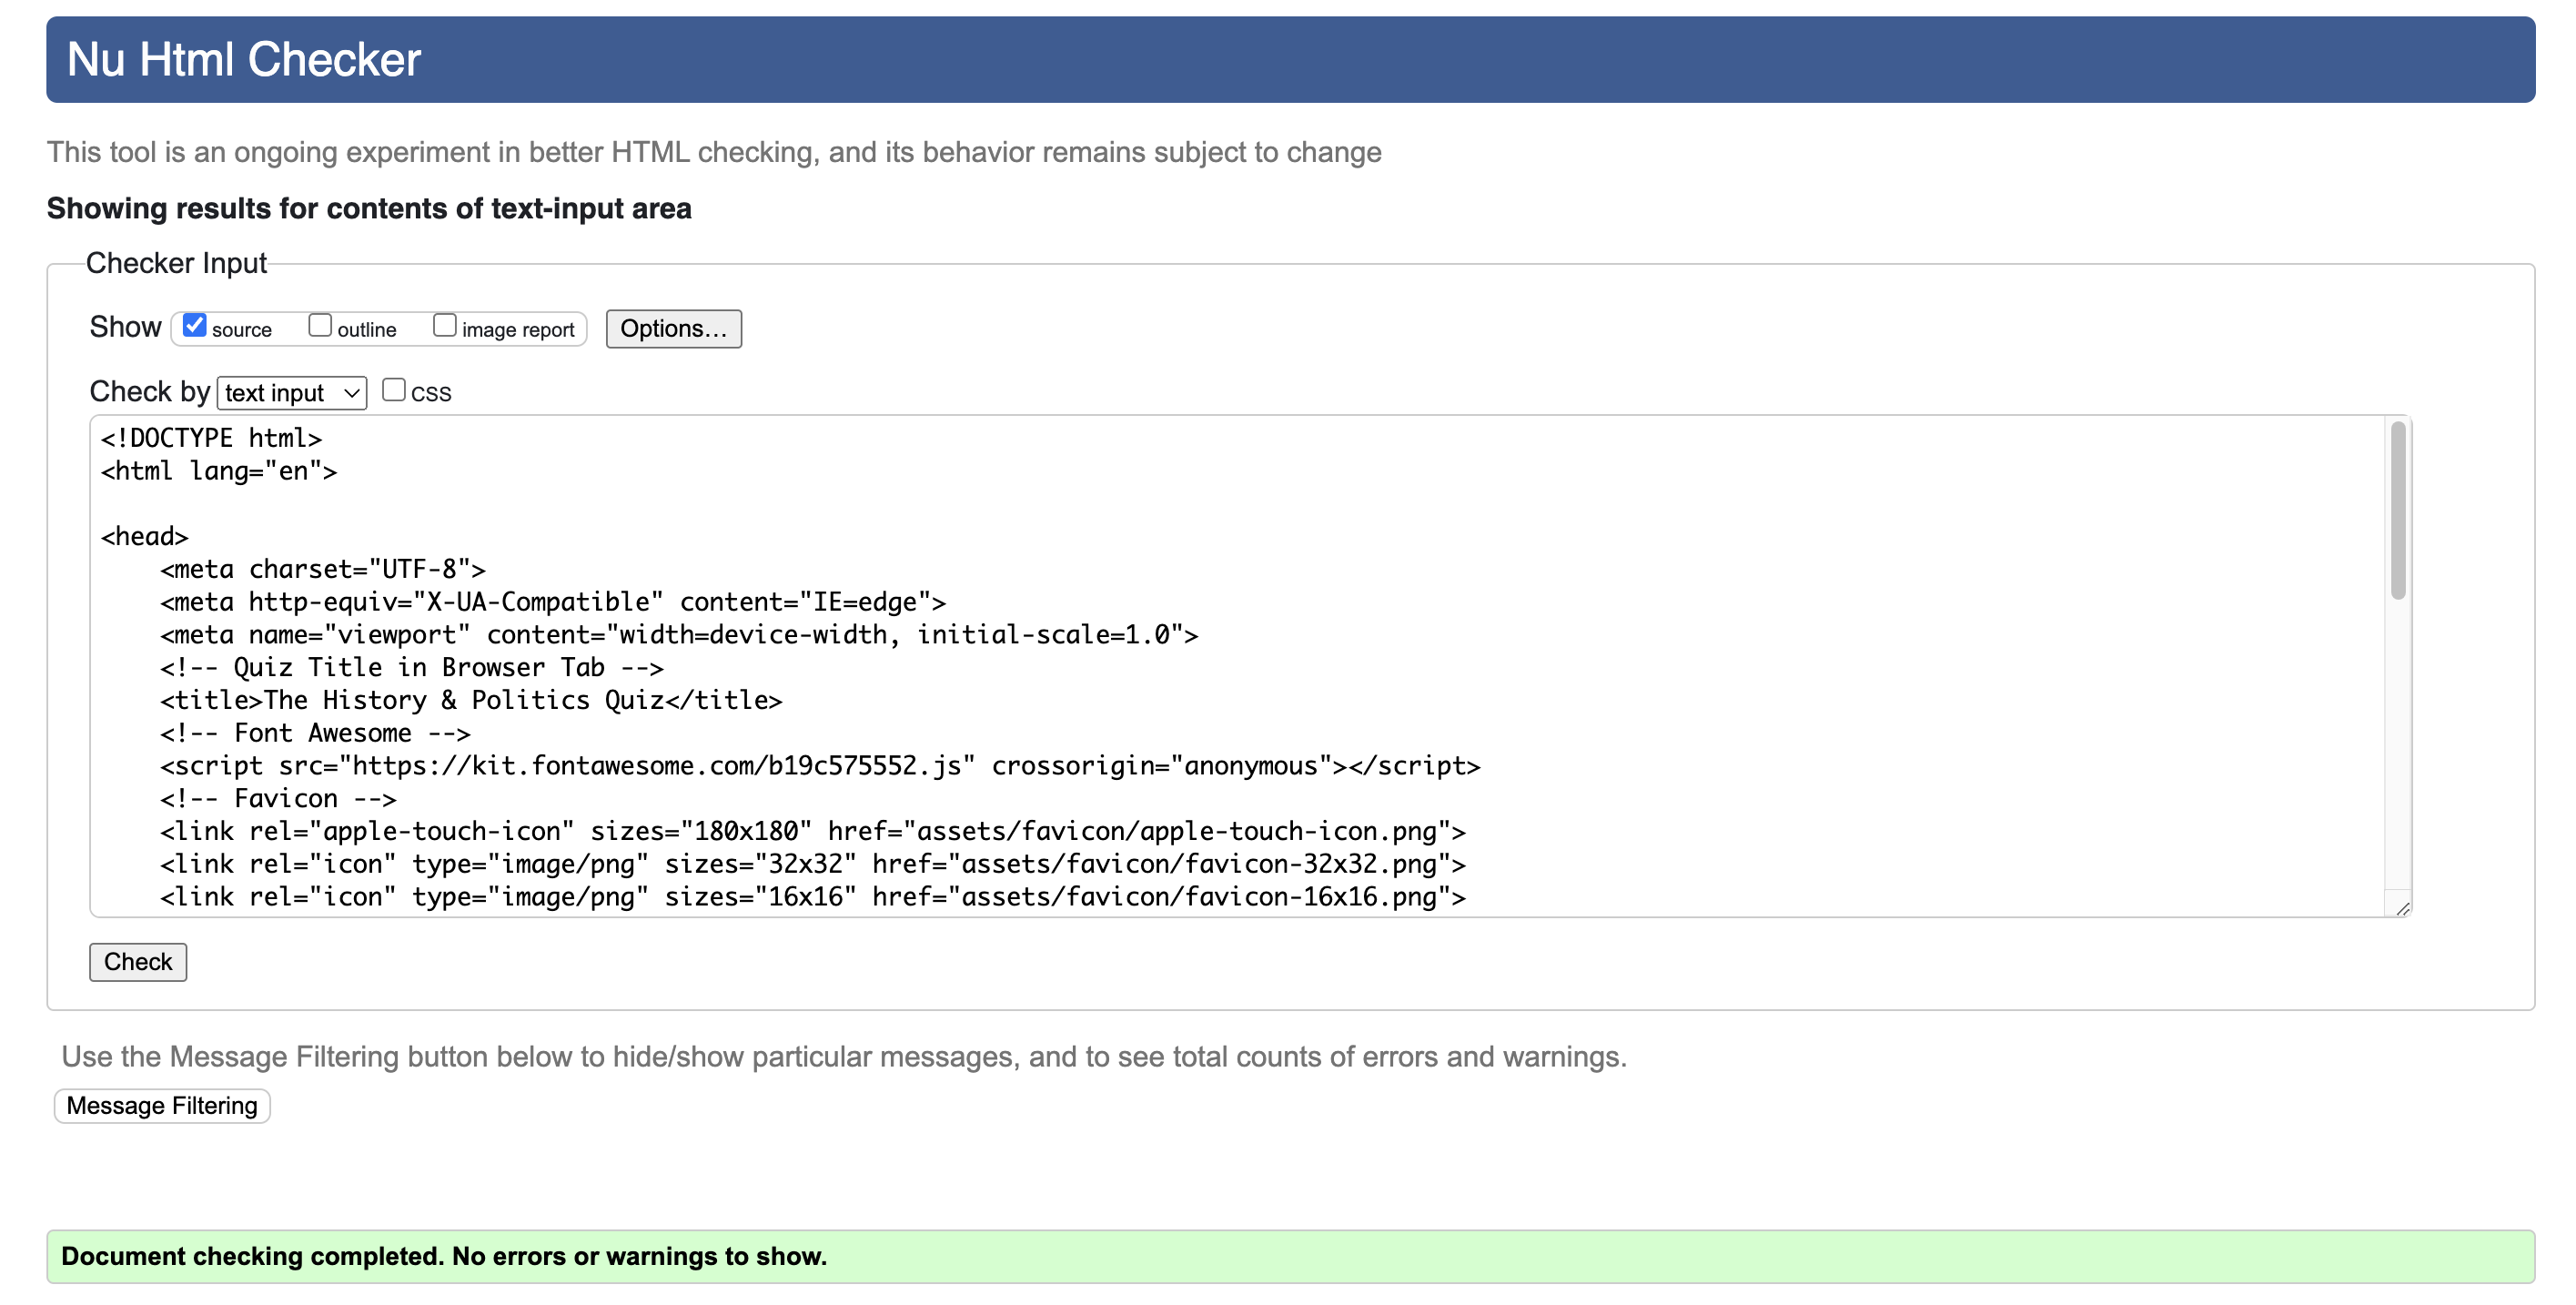 Nu Html Checker
This tool is an ongoing experiment in better HTML checking, and its behavior remains subject to change
Showing results for contents of text-input area
Checker Input
Show source outline image report Options...
Check by text input CSS
<!DOCTYPE html>
<html lang="en">
<head>
    <meta charset="UTF-8">
    <meta http-equiv="X-UA-Compatible" content="IE=edge">
    <meta name="viewport" content="width=device-width, initial-scale=1.0">
    <!-- Quiz Title in Browser Tab -->
    <title>The History & Politics Quiz</title>
    <!-- Font Awesome -->
    <script src="https://kit.fontawesome.com/b19c575552.js" crossorigin="anonymous"></script>
    <!-- Favicon -->
    <link rel="apple-touch-icon" sizes="180x180" href="assets/favicon/apple-touch-icon.png">
    <link rel="icon" type="image/png" sizes="32x32" href="assets/favicon/favicon-32x32.png">
    <link rel="icon" type="image/png" sizes="16x16" href="assets/favicon/favicon-16x16.png">
Check
Use the Message Filtering button below to hide/show particular messages, and to see total counts of errors and warnings.
Message Filtering
Document checking completed. No errors or warnings to show.